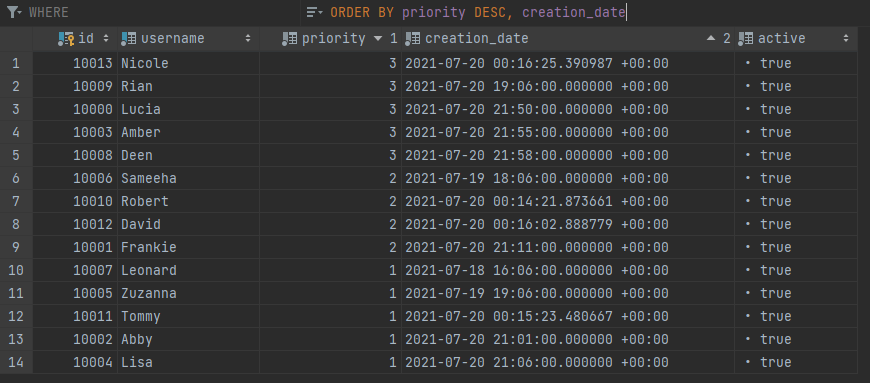 WHERE ORDER BY priority DESC, creation_date
id username priority 1 creation_date 2 active
1 10013 Nicole 3 2021-07-20 00:16:25.390987 +00:00 • true
2 10009 Rian 3 2021-07-20 19:06:00.000000 +00:00 • true
3 10000 Lucia 3 2021-07-20 21:50:00.000000 +00:00 • true
4 10003 Amber 3 2021-07-20 21:55:00.000000 +00:00 • true
5 10008 Deen 3 2021-07-20 21:58:00.000000 +00:00 • true
6 10006 Sameeha 2 2021-07-19 18:06:00.000000 +00:00 • true
7 10010 Robert 2 2021-07-20 00:14:21.873661 +00:00 • true
8 10012 David 2 2021-07-20 00:16:02.888779 +00:00 • true
9 10001 Frankie 2 2021-07-20 21:11:00.000000 +00:00 • true
10 10007 Leonard 1 2021-07-18 16:06:00.000000 +00:00 • true
11 10005 Zuzanna 1 2021-07-19 19:06:00.000000 +00:00 • true
12 10011 Tommy 1 2021-07-20 00:15:23.480667 +00:00 • true
13 10002 Abby 1 2021-07-20 21:01:00.000000 +00:00 • true
14 10004 Lisa 1 2021-07-20 21:06:00.000000 +00:00 • true